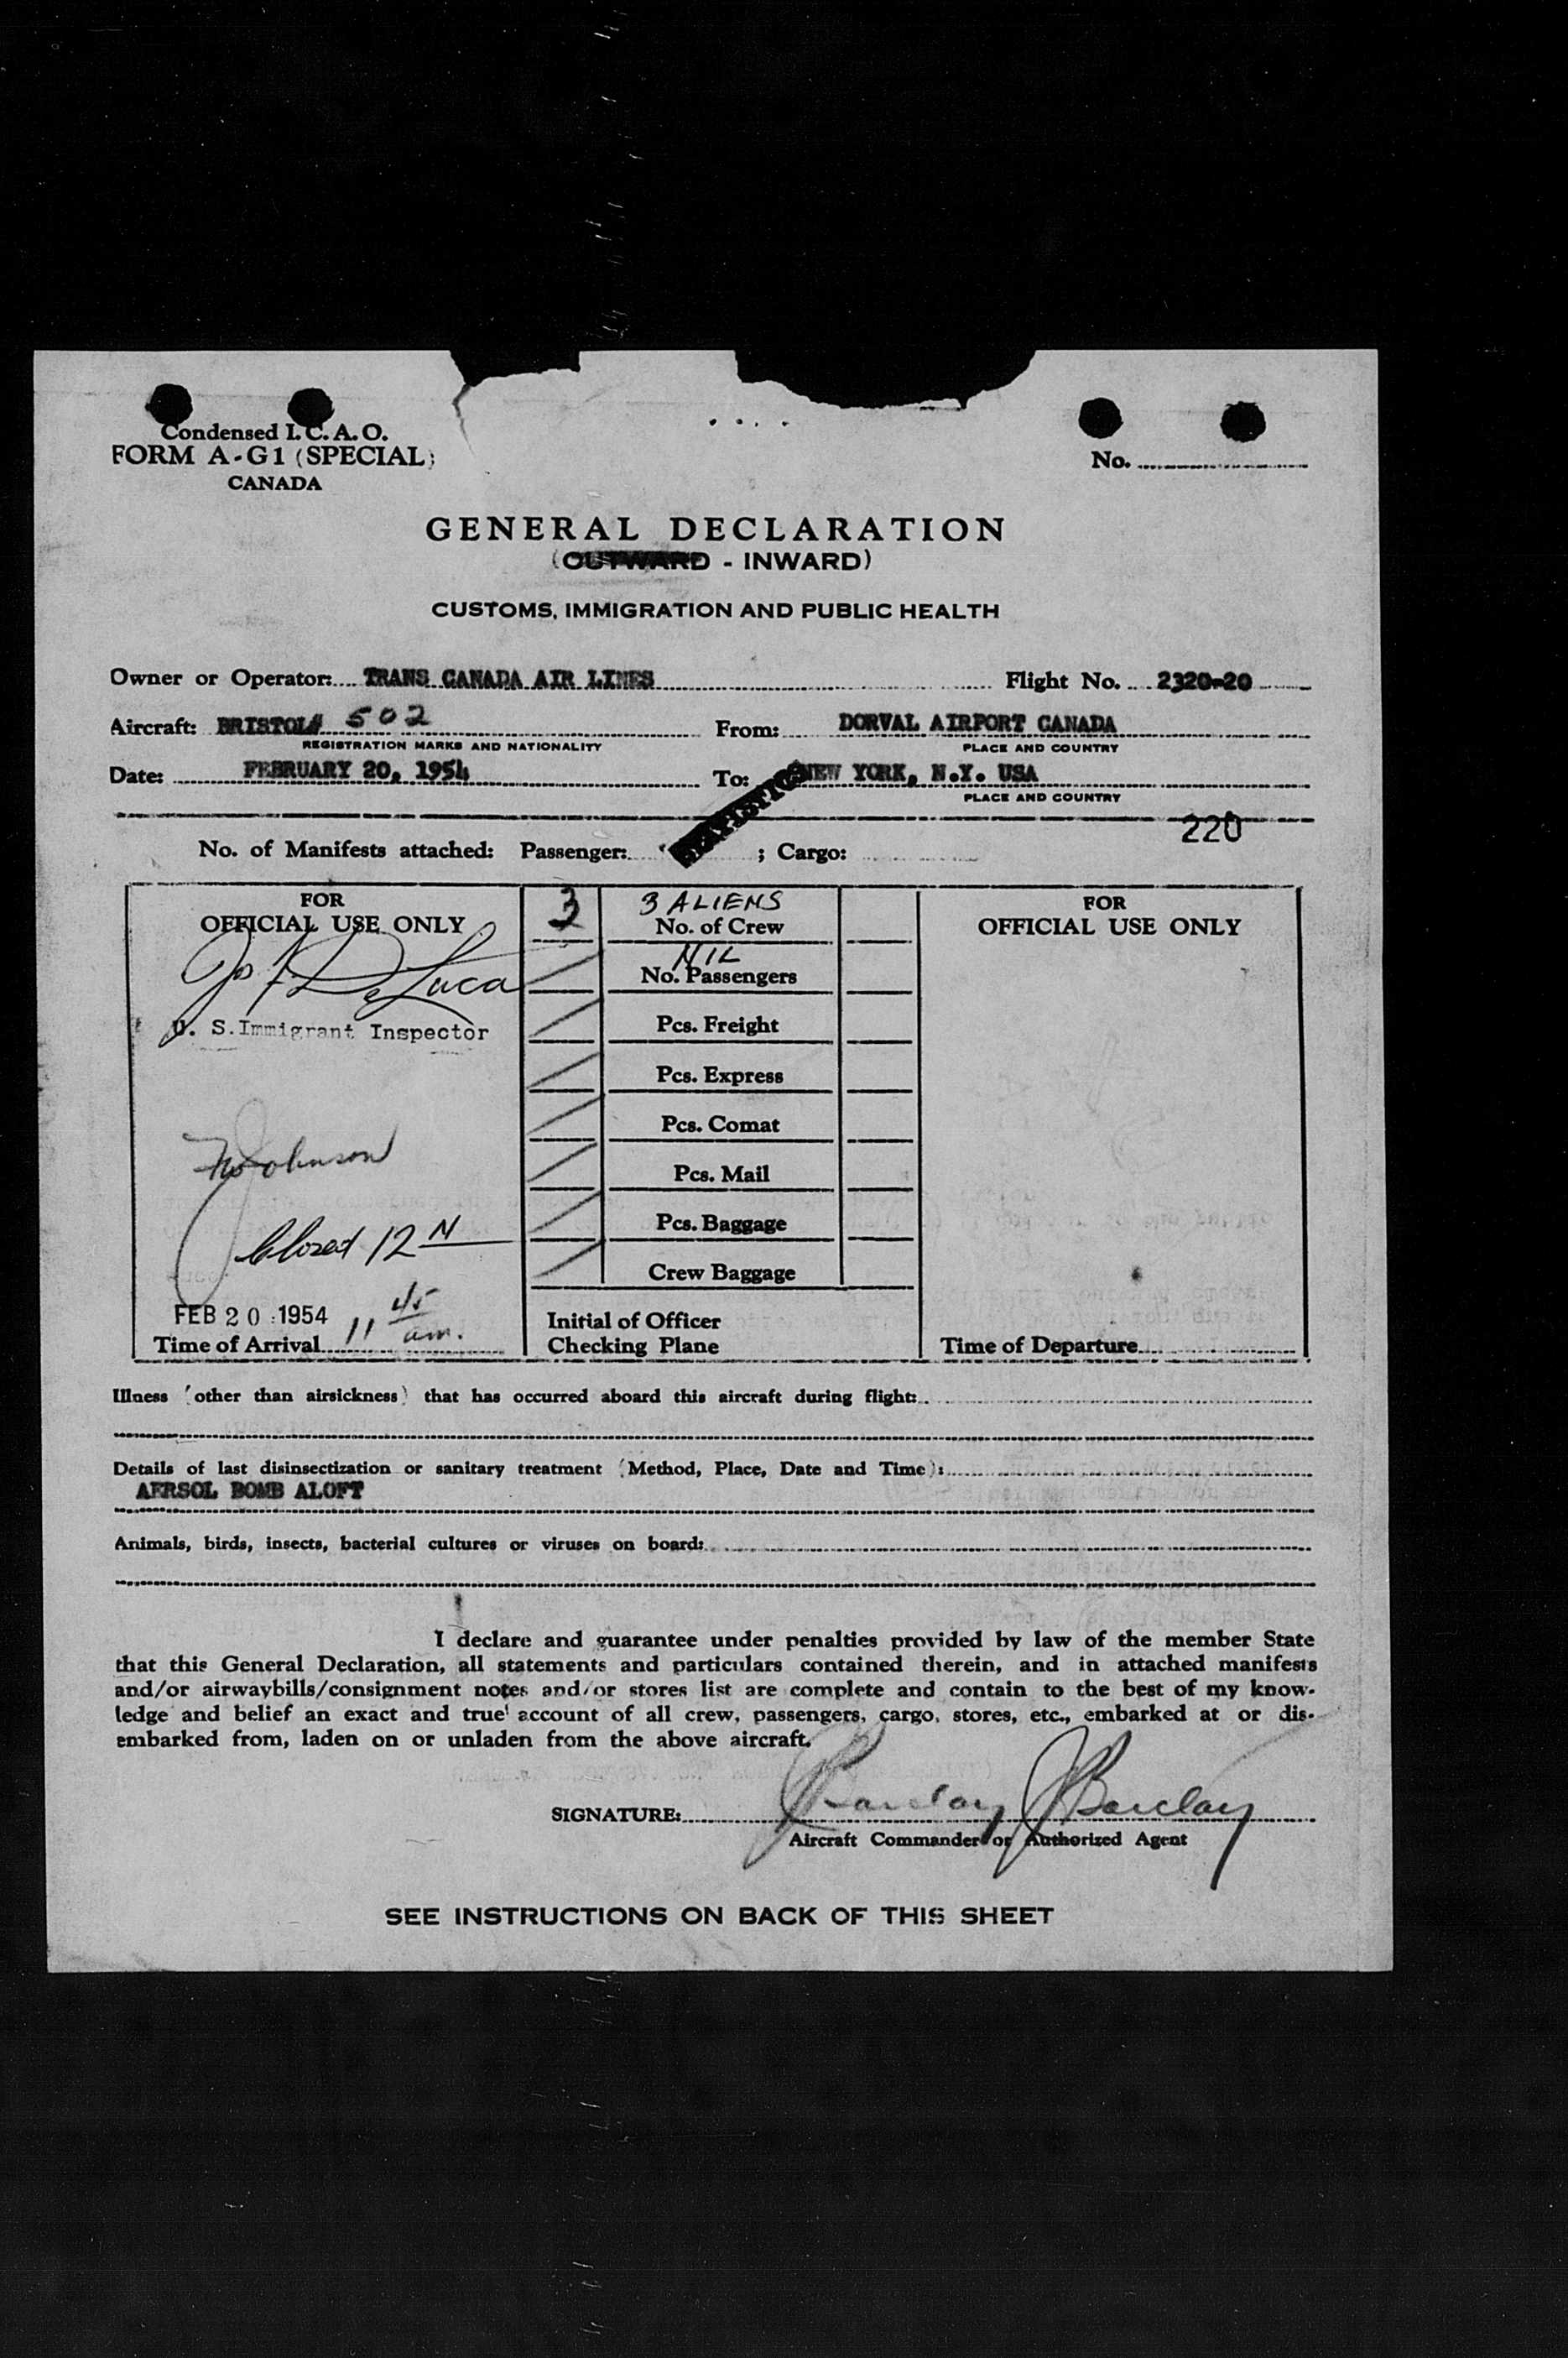 Condensed I.C.A.O.
FORM A-G1 (SPECIAL)
CANADA
No.
GENERAL DECLARATION
(OUTWARD - INWARD)
CUSTOMS, IMMIGRATION AND PUBLIC HEALTH
Owner or Operator: TRANS CANADA AIR LINES Flight No. 2320-20
Aircraft: BRISTOL# 502 From: DORVAL AIRPORT CANADA
REGISTRATION MARKS AND NATIONALITY PLACE AND COUNTRY
Date: FEBRUARY 20, 1954 To: NEW YORK, N.Y. USA
PLACE AND COUNTRY
STATISTICS
220
No. of Manifests attached: Passenger: ; Cargo:
FOR
OFFICIAL USE ONLY
De Luca
U. S. Immigrant Inspector
Johnson
Closed 12 N
FEB 20 1954 11 45 am.
Time of Arrival
3 3 ALIENS
No. of Crew
NIL
No. Passengers
Pcs. Freight
Pcs. Express
Pcs. Comat
Pcs. Mail
Pcs. Baggage
Crew Baggage
Initial of Officer
Checking Plane
FOR
OFFICIAL USE ONLY
Time of Departure
Illness (other than airsickness) that has occurred aboard this aircraft during flight:
Details of last disinsectization or sanitary treatment (Method, Place, Date and Time):
AERSOL BOMB ALOFT
Animals, birds, insects, bacterial cultures or viruses on board:
I declare and guarantee under penalties provided by law of the member State
that this General Declaration, all statements and particulars contained therein, and in attached manifests
and/or airwaybills/consignment notes and/or stores list are complete and contain to the best of my know-
ledge and belief an exact and true account of all crew, passengers, cargo, stores, etc., embarked at or dis-
embarked from, laden on or unladen from the above aircraft.
SIGNATURE: Barclay J Barclay
Aircraft Commander or Authorized Agent
SEE INSTRUCTIONS ON BACK OF THIS SHEET